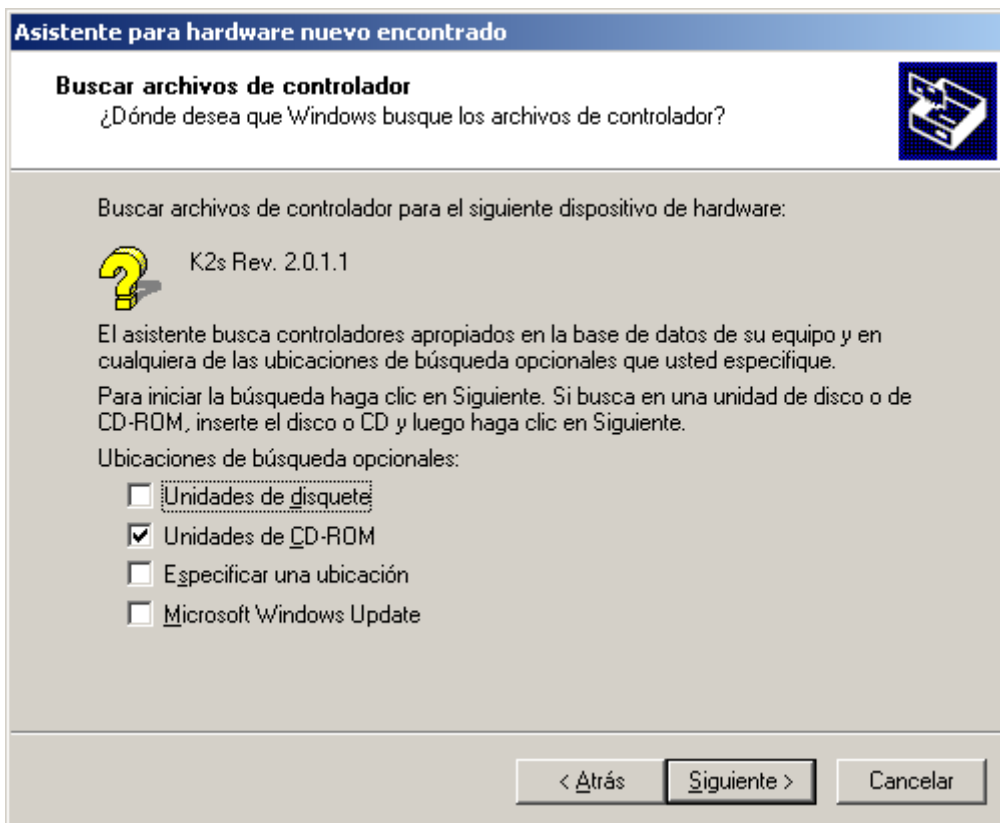 Asistente para hardware nuevo encontrado
Buscar archivos de controlador
¿Dónde desea que Windows busque los archivos de controlador?
Buscar archivos de controlador para el siguiente dispositivo de hardware:
K2s Rev. 2.0.1.1
El asistente busca controladores apropiados en la base de datos de su equipo y en
cualquiera de las ubicaciones de búsqueda opcionales que usted especifique.
Para iniciar la búsqueda haga clic en Siguiente. Si busca en una unidad de disco o de
CD-ROM, inserte el disco o CD y luego haga clic en Siguiente.
Ubicaciones de búsqueda opcionales:
Unidades de disquete
Unidades de CD-ROM
Especificar una ubicación
Microsoft Windows Update
< Atrás
Siguiente >
Cancelar